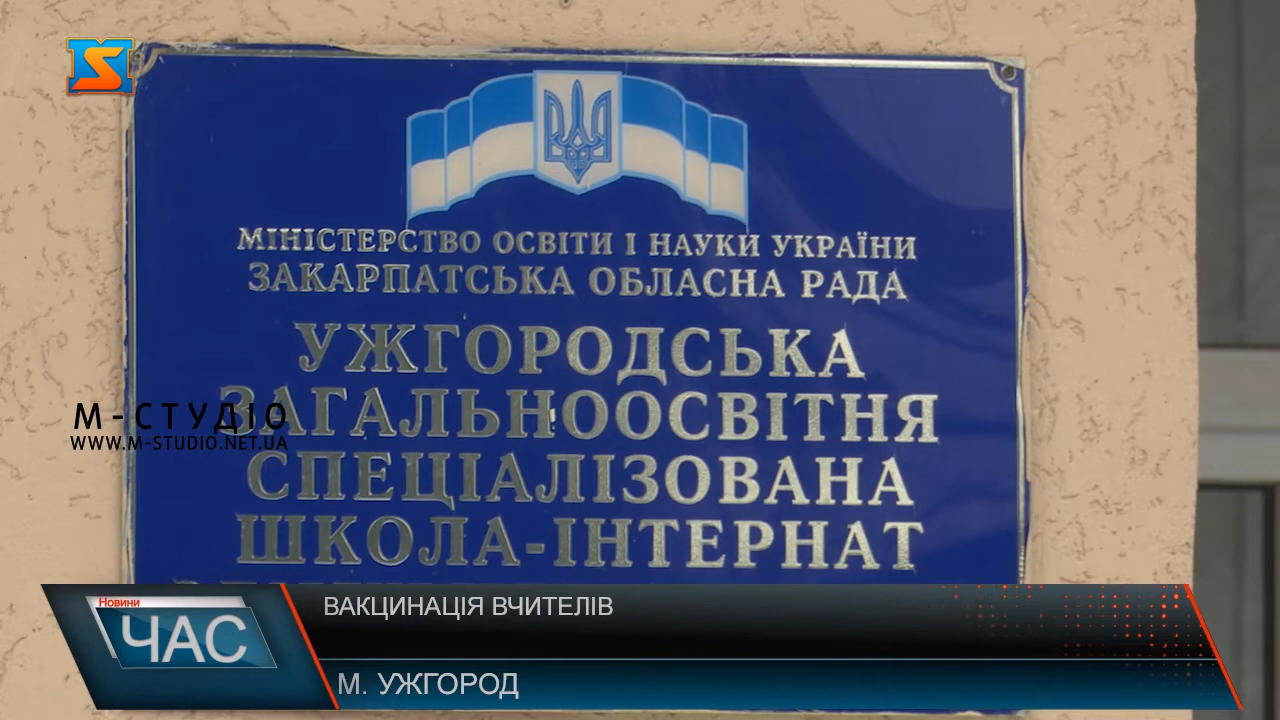 МІНІСТЕРСТВО ОСВІТИ І НАУКИ УКРАЇНИ
ЗАКАРПАТСЬКА ОБЛАСНА РАДА
УЖГОРОДСЬКА
ЗАГАЛЬНООСВІТНЯ
СПЕЦІАЛІЗОВАНА
ШКОЛА-ІНТЕРНАТ
М-СТУДІО
WWW.M-STUDIO.NET.UA
Новини
ЧАС
ВАКЦИНАЦІЯ ВЧИТЕЛІВ
М. УЖГОРОД